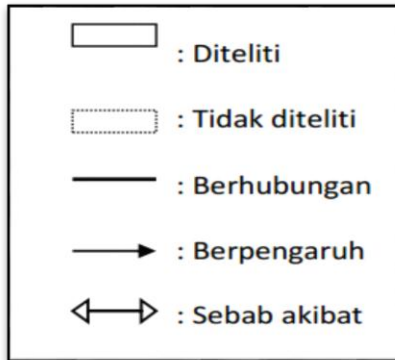 : Diteliti
: Tidak diteliti
: Berhubungan
: Berpengaruh
: Sebab akibat